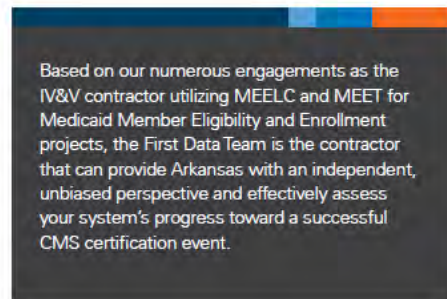 Based on our numerous engagements as the
IV&V contractor utilizing MEELC and MEET for
Medicaid Member Eligibility and Enrollment
projects, the First Data Team is the contractor
that can provide Arkansas with an independent,
unbiased perspective and effectively assess
your system's progress toward a successful
CMS certification event.